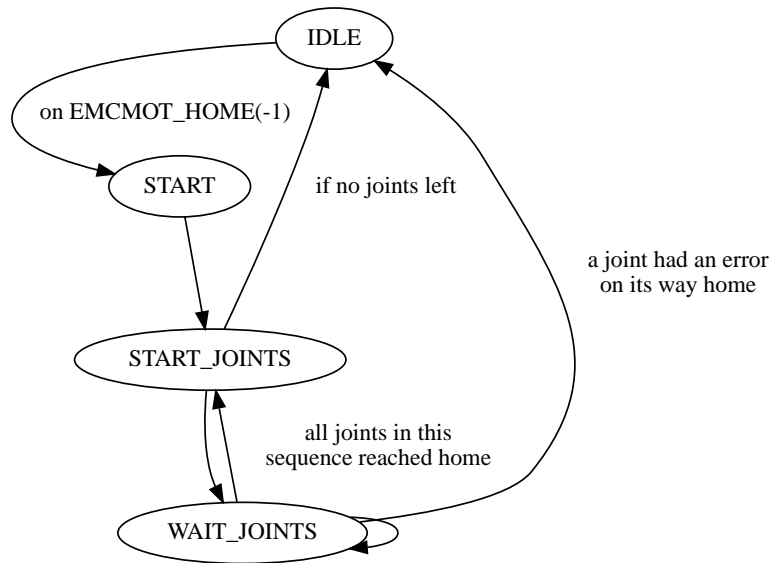 IDLE
on EMCMOT_HOME(-1)
START
if no joints left
a joint had an error
on its way home
START_JOINTS
all joints in this
sequence reached home
WAIT_JOINTS